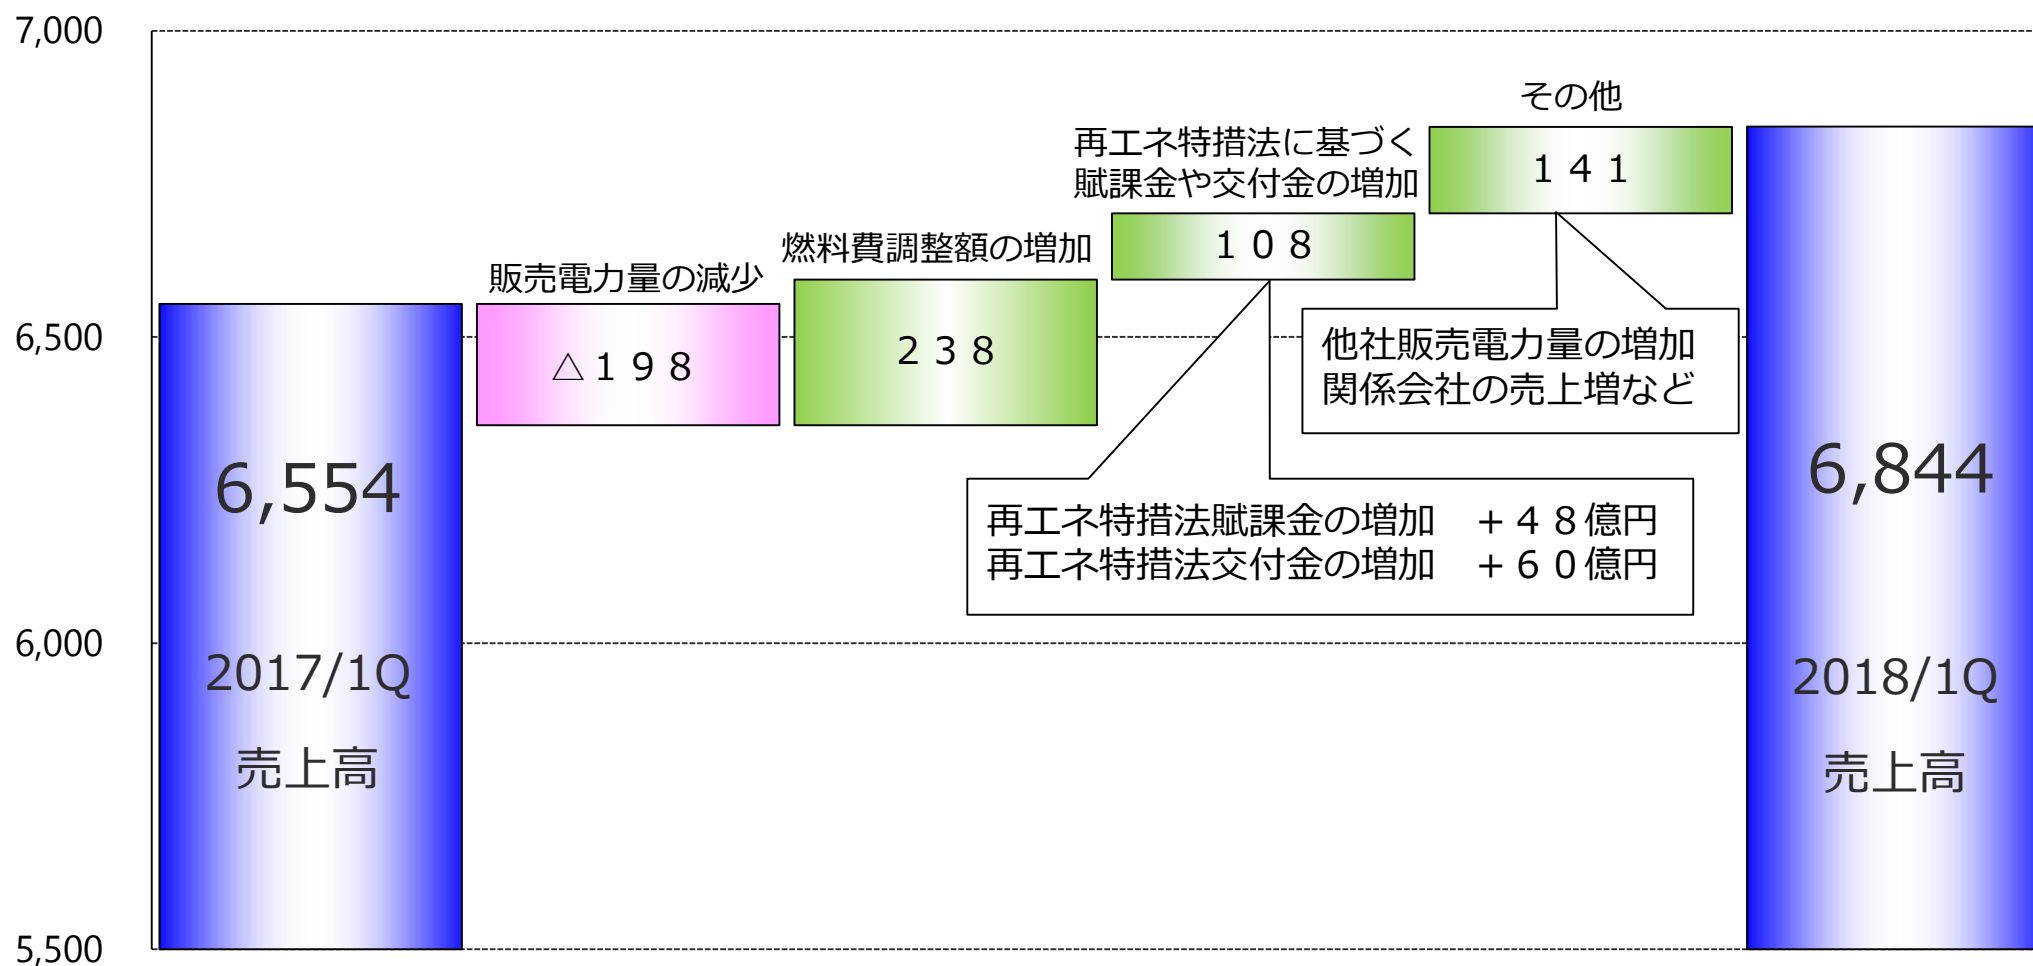 7,000
6,500
6,000
5,500
6,554
2017/1Q
売上高
販売電力量の減少
△１９８
燃料費調整額の増加
２３８
再エネ特措法に基づく
賦課金や交付金の増加
１０８
再エネ特措法賦課金の増加　＋４８億円
再エネ特措法交付金の増加　＋６０億円
その他
１４１
他社販売電力量の増加
関係会社の売上増など
6,844
2018/1Q
売上高